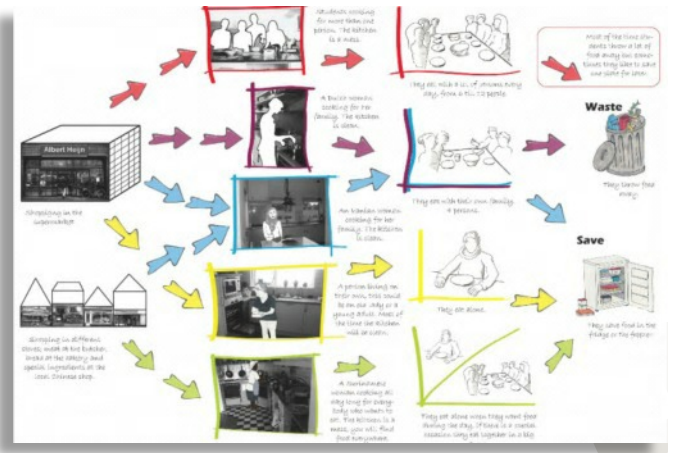 for more than one
person. The kitchen
is a mess.
They eat with a lot of persons every
day, from 6 till 20 people.
Most of the time stu-
dents throw a lot of
food away but some-
times they like to save
one plate for later.
Waste
They throw food
away.
A Dutch woman
cooking for her
family. The kitchen
is clean.
Albert Heijn
Shopping in the
supermarket.
They eat with their own family,
4 persons.
An Iranian woman
cooking for her
family. The kitchen
is clean.
Save
They save food in the
fridge or the freezer.
A person living on
their own, this could
be an old lady or a
young adult. Most of
the time the kitchen
will be clean.
They eat alone.
Shopping in different
stores; meat at the butcher,
bread at the bakery and
special ingredients at the
local Chinese shop.
A Surinamese
woman cooking all
day long for every-
body who wants to
eat. The kitchen is a
mess, you will find
food everywhere.
They eat alone when they want food
during the day. If there is a special
occasion they eat together in a big